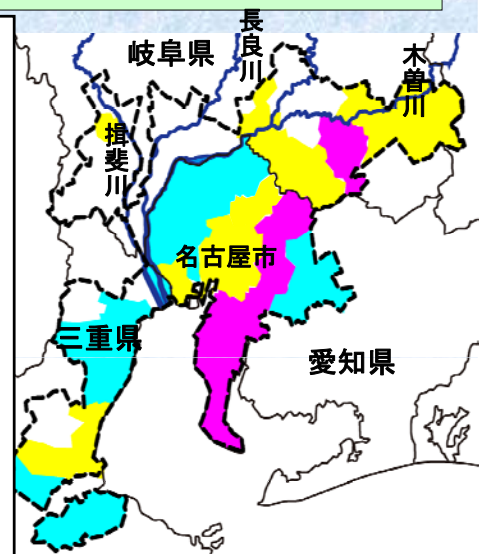 岐阜県
長良川
木曽川
揖斐川
名古屋市
三重県
愛知県